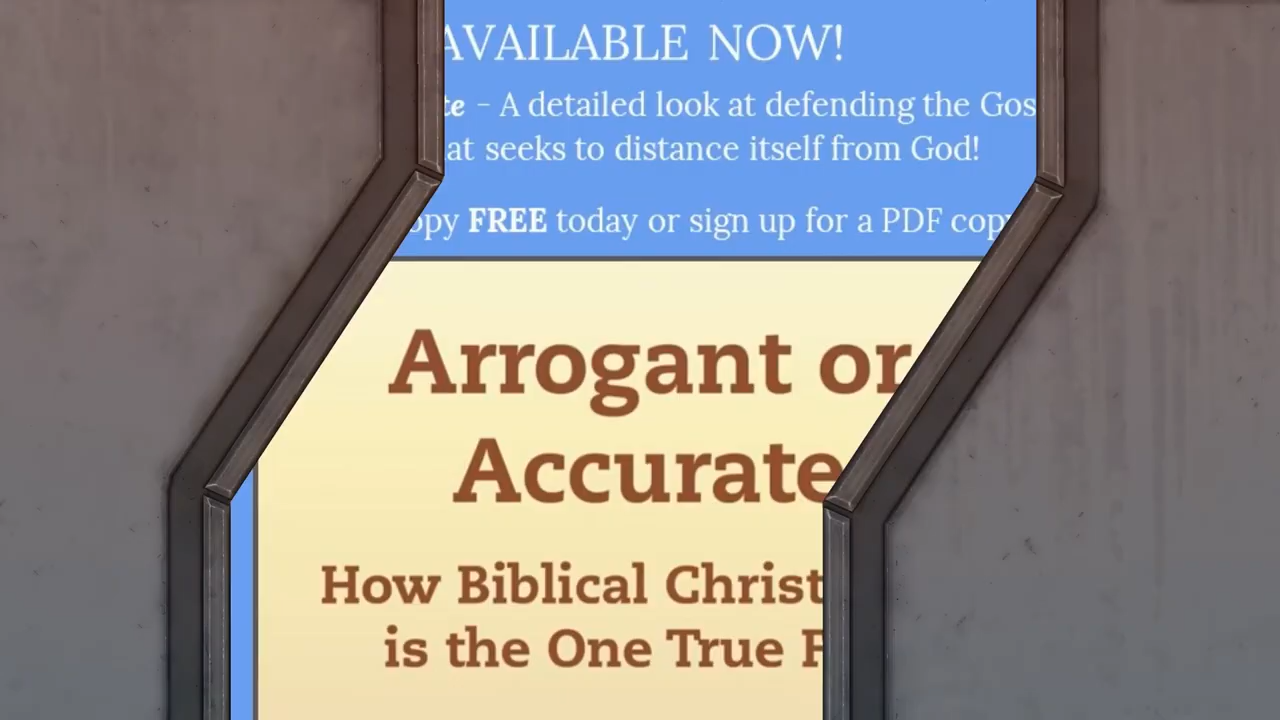 AVAILABLE NOW!
- A detailed look at defending the
seeks to distance itself from God!
FREE today or sign up for a PDF
Arrogant or
Accurate
How Biblical
is the One True